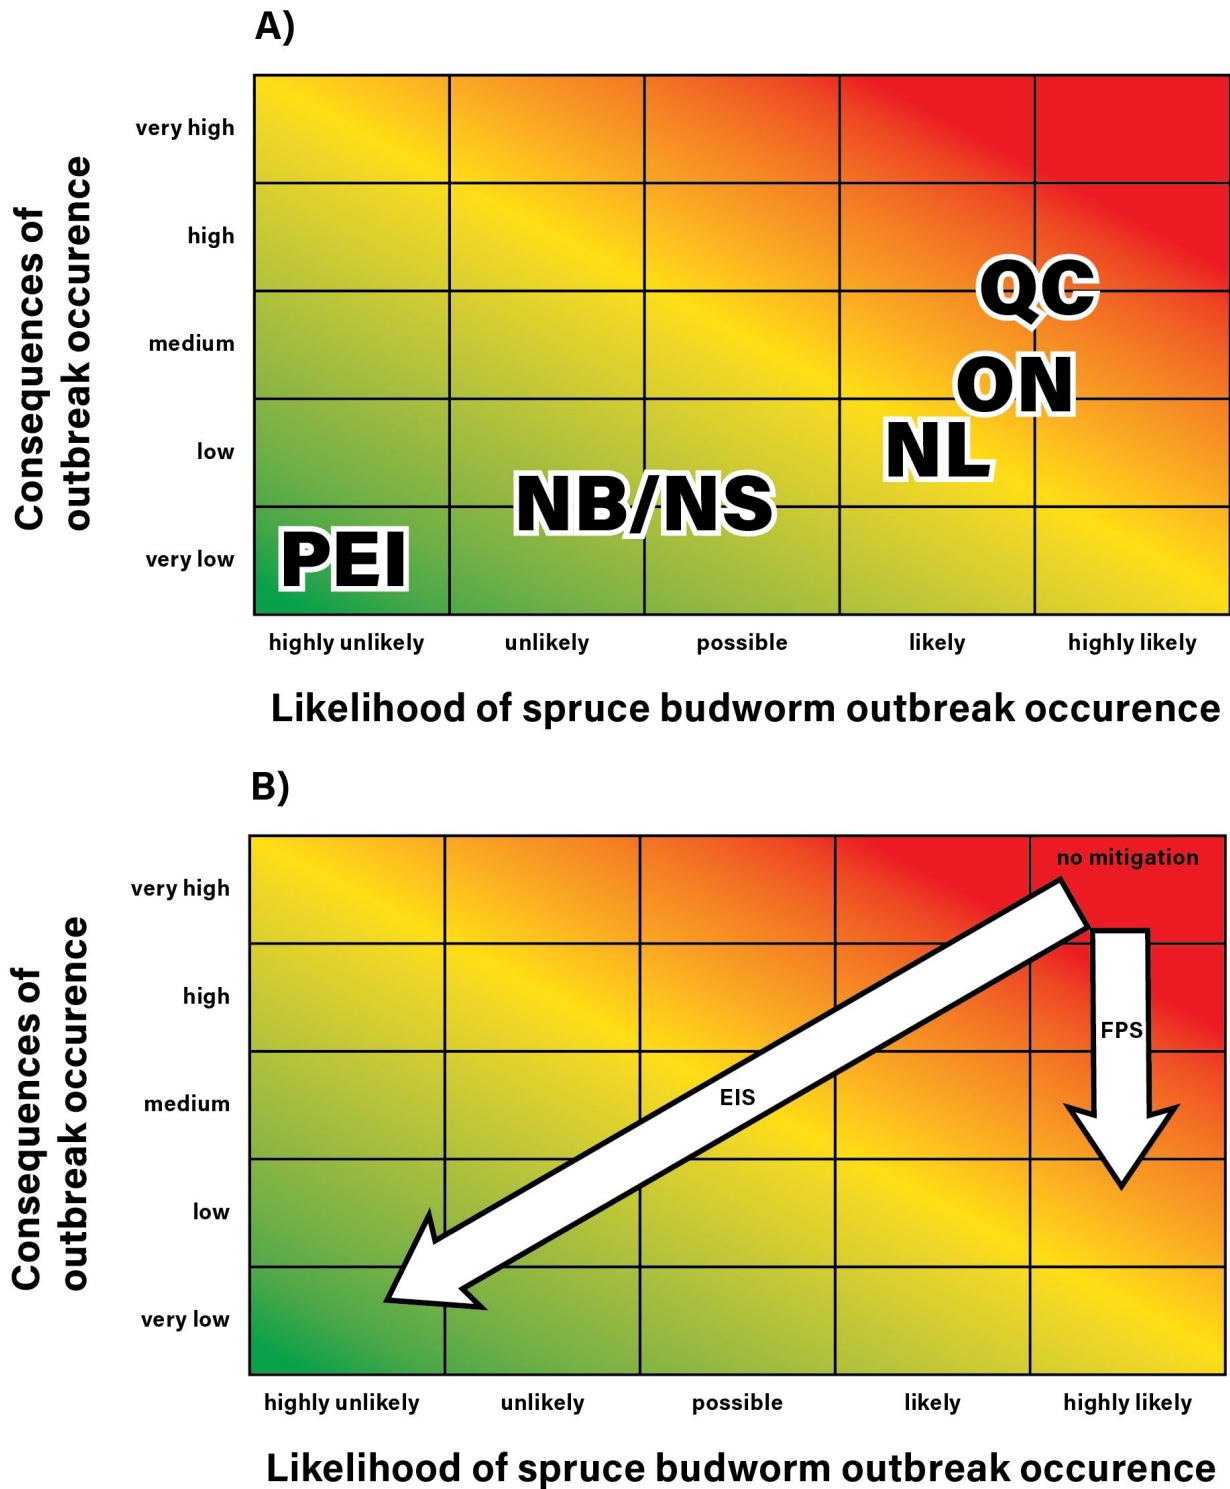 A)
Consequences of
outbreak occurence
very high
high
medium
low
very low
QC
ON
NL
NB/NS
PEI
highly unlikely
unlikely
possible
likely
highly likely
Likelihood of spruce budworm outbreak occurence
B)
Consequences of
outbreak occurence
very high
high
medium
low
very low
no mitigation
FPS
EIS
highly unlikely
unlikely
possible
likely
highly likely
Likelihood of spruce budworm outbreak occurence